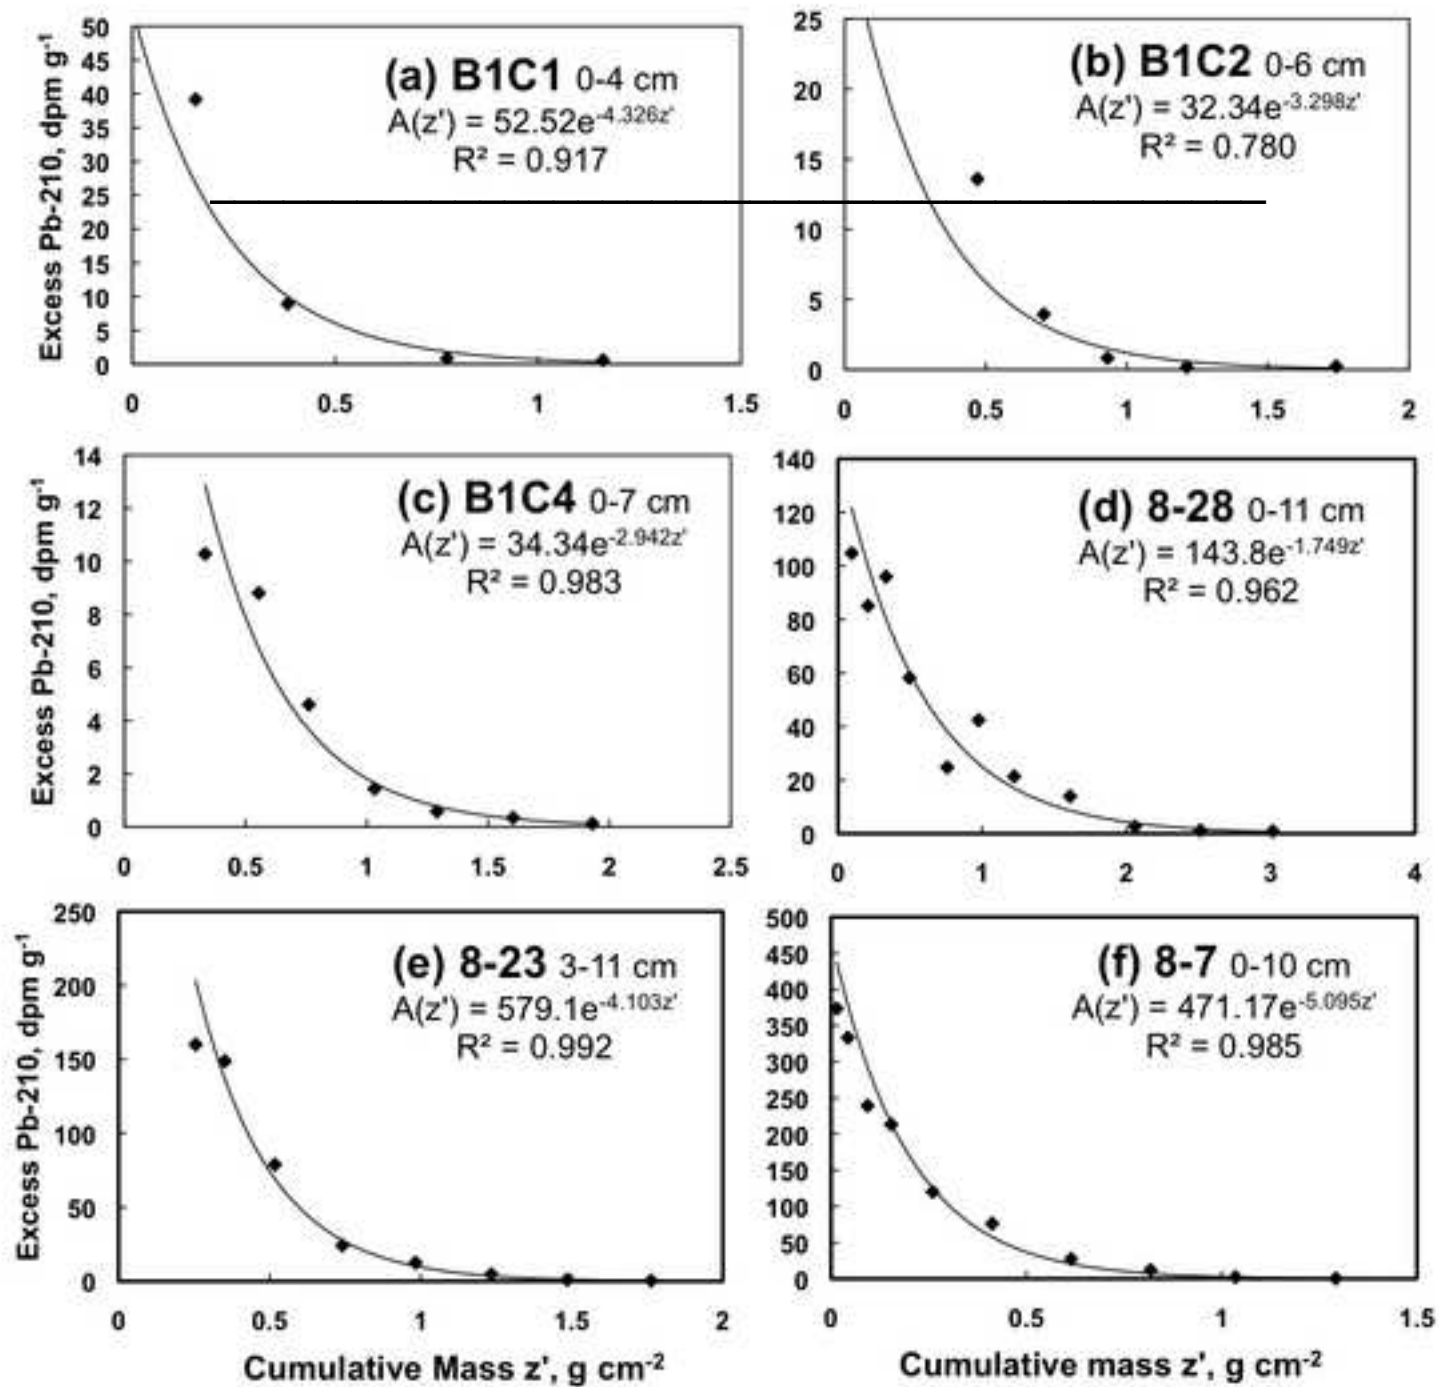 Excess Pb-210, dpm g⁻¹
50
45
40
35
30
25
20
15
10
5
0
(a) B1C1 0-4 cm
A(z') = 52.52e^-4.326z'
R² = 0.917
0 0.5 1 1.5
25
20
15
10
5
0
(b) B1C2 0-6 cm
A(z') = 32.34e^-3.298z'
R² = 0.780
0 0.5 1 1.5 2
Excess Pb-210, dpm g⁻¹
14
12
10
8
6
4
2
0
(c) B1C4 0-7 cm
A(z') = 34.34e^-2.942z'
R² = 0.983
0 0.5 1 1.5 2 2.5
140
120
100
80
60
40
20
0
(d) 8-28 0-11 cm
A(z') = 143.8e^-1.749z'
R² = 0.962
0 1 2 3 4
Excess Pb-210, dpm g⁻¹
250
200
150
100
50
0
(e) 8-23 3-11 cm
A(z') = 579.1e^-4.103z'
R² = 0.992
0 0.5 1 1.5 2
Cumulative Mass z', g cm⁻²
500
450
400
350
300
250
200
150
100
50
0
(f) 8-7 0-10 cm
A(z') = 471.17e^-5.095z'
R² = 0.985
0 0.5 1 1.5
Cumulative mass z', g cm⁻²